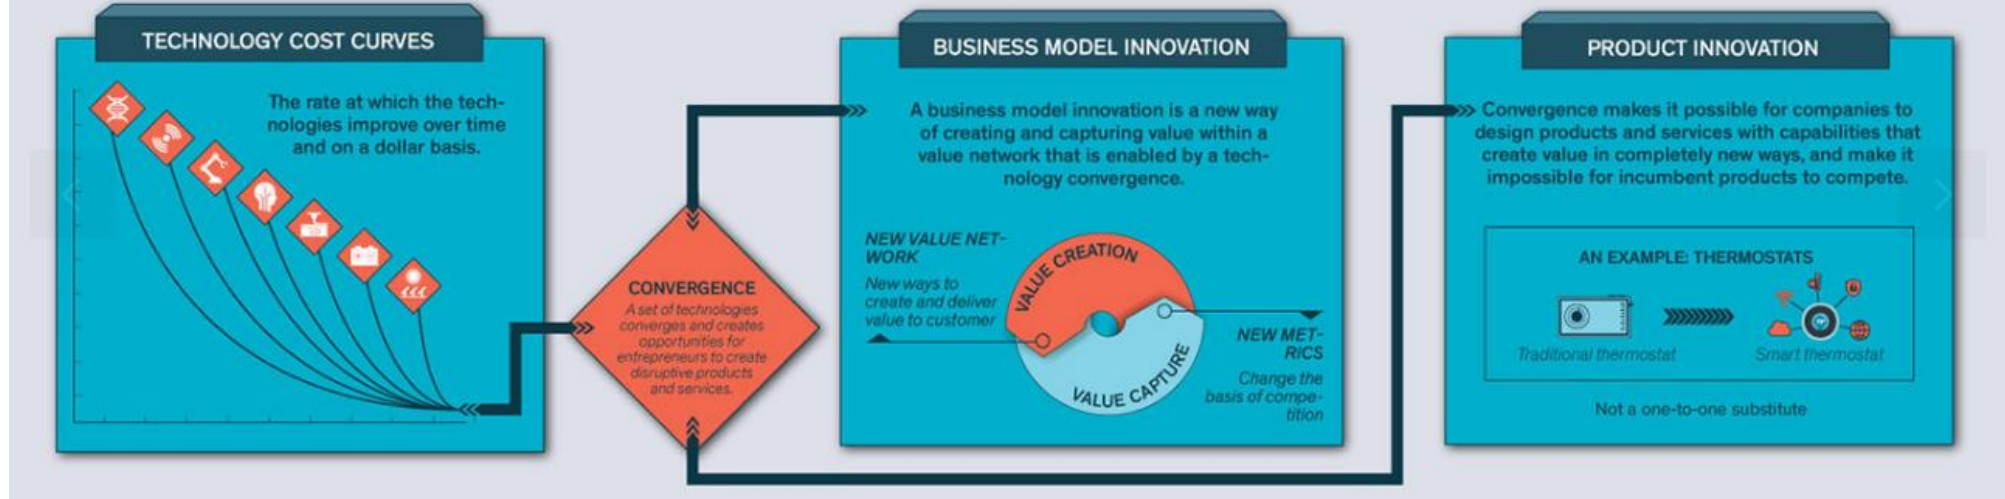 TECHNOLOGY COST CURVES
The rate at which the tech-
nologies improve over time
and on a dollar basis.
CONVERGENCE
A set of technologies
converges and creates
opportunities for
entrepreneurs to create
disruptive products
and services.
BUSINESS MODEL INNOVATION
A business model innovation is a new way
of creating and capturing value within a
value network that is enabled by a tech-
nology convergence.
NEW VALUE NET-
WORK
New ways to
create and deliver
value to customer
VALUE CREATION
VALUE CAPTURE
NEW MET-
RICS
Change the
basis of compe-
tition
PRODUCT INNOVATION
Convergence makes it possible for companies to
design products and services with capabilities that
create value in completely new ways, and make it
impossible for incumbent products to compete.
AN EXAMPLE: THERMOSTATS
Traditional thermostat
Smart thermostat
Not a one-to-one substitute